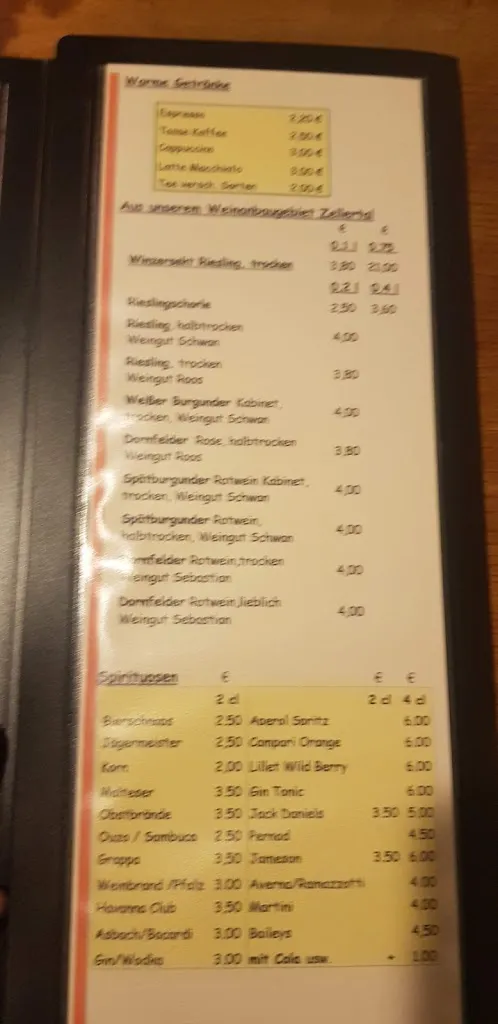 Warme Getränke
Espresso 2,20 €
Tasse Kaffee 2,50 €
Cappuccino 3,00 €
Latte Macchiato 3,00 €
Tee versch. Sorten 2,00 €
Aus unserem Weinanbaugebiet Zellertal
€ €
0,1 l 0,75
Winzersekt Riesling, trocken 3,80 21,00
0,2 l 0,4 l
Rieslingschorle 2,50 3,60
Riesling, halbtrocken
Weingut Schwan 4,00
Riesling, trocken
Weingut Roos 3,80
Weißer Burgunder Kabinet,
trocken, Weingut Schwan 4,00
Dornfelder Rose, halbtrocken
Weingut Roos 3,80
Spätburgunder Rotwein Kabinet,
trocken, Weingut Schwan 4,00
Spätburgunder Rotwein,
halbtrocken, Weingut Schwan 4,00
Dornfelder Rotwein,trocken
Weingut Sebastian 4,00
Dornfelder Rotwein,lieblich
Weingut Sebastian 4,00
Spirituosen € € €
2 cl 2 cl 4 cl
Bierschnaps 2,50 Aperol Spritz 6,00
Jägermeister 2,50 Campari Orange 6,00
Korn 2,00 Lillet Wild Berry 6,00
Malteser 3,50 Gin Tonic 6,00
Obstbrände 3,50 Jack Daniels 3,50 5,00
Ouzo / Sambuca 2,50 Pernod 4,50
Grappa 3,50 Jameson 3,50 6,00
Weinbrand /Pfalz 3,00 Averna/Ramazzotti 4,00
Havanna Club 3,50 Martini 4,00
Asbach/Bacardi 3,00 Baileys 4,50
Gin/Wodka 3,00 mit Cola usw. + 1,00